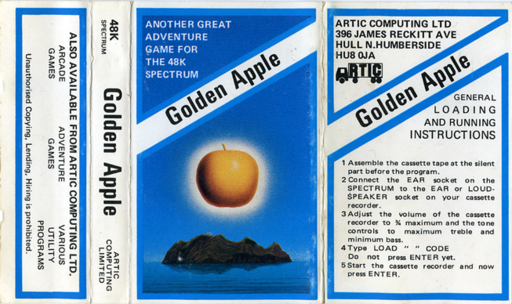 ALSO AVAILABLE FROM ARTIC COMPUTING LTD.
ARCADE GAMES
ADVENTURE GAMES
VARIOUS UTILITY PROGRAMS
Unauthorised Copying, Lending, Hiring is prohibited.
48K
SPECTRUM
Golden Apple
ARTIC
COMPUTING
LIMITED
ANOTHER GREAT
ADVENTURE
GAME FOR
THE 48K
SPECTRUM
Golden Apple
ARTIC COMPUTING LTD
396 JAMES RECKITT AVE
HULL N.HUMBERSIDE
HU8 0JA
ARTIC
Golden Apple
GENERAL
LOADING
AND RUNNING
INSTRUCTIONS
1 Assemble the cassette tape at the silent
part before the program.
2 Connect the EAR socket on the
SPECTRUM to the EAR or LOUD-
SPEAKER socket on your cassette
recorder.
3 Adjust the volume of the cassette
recorder to ¾ maximum and the tone
controls to maximum treble and
minimum bass.
4 Type LOAD " " CODE
Do not press ENTER yet.
5 Start the cassette recorder and now
press ENTER.